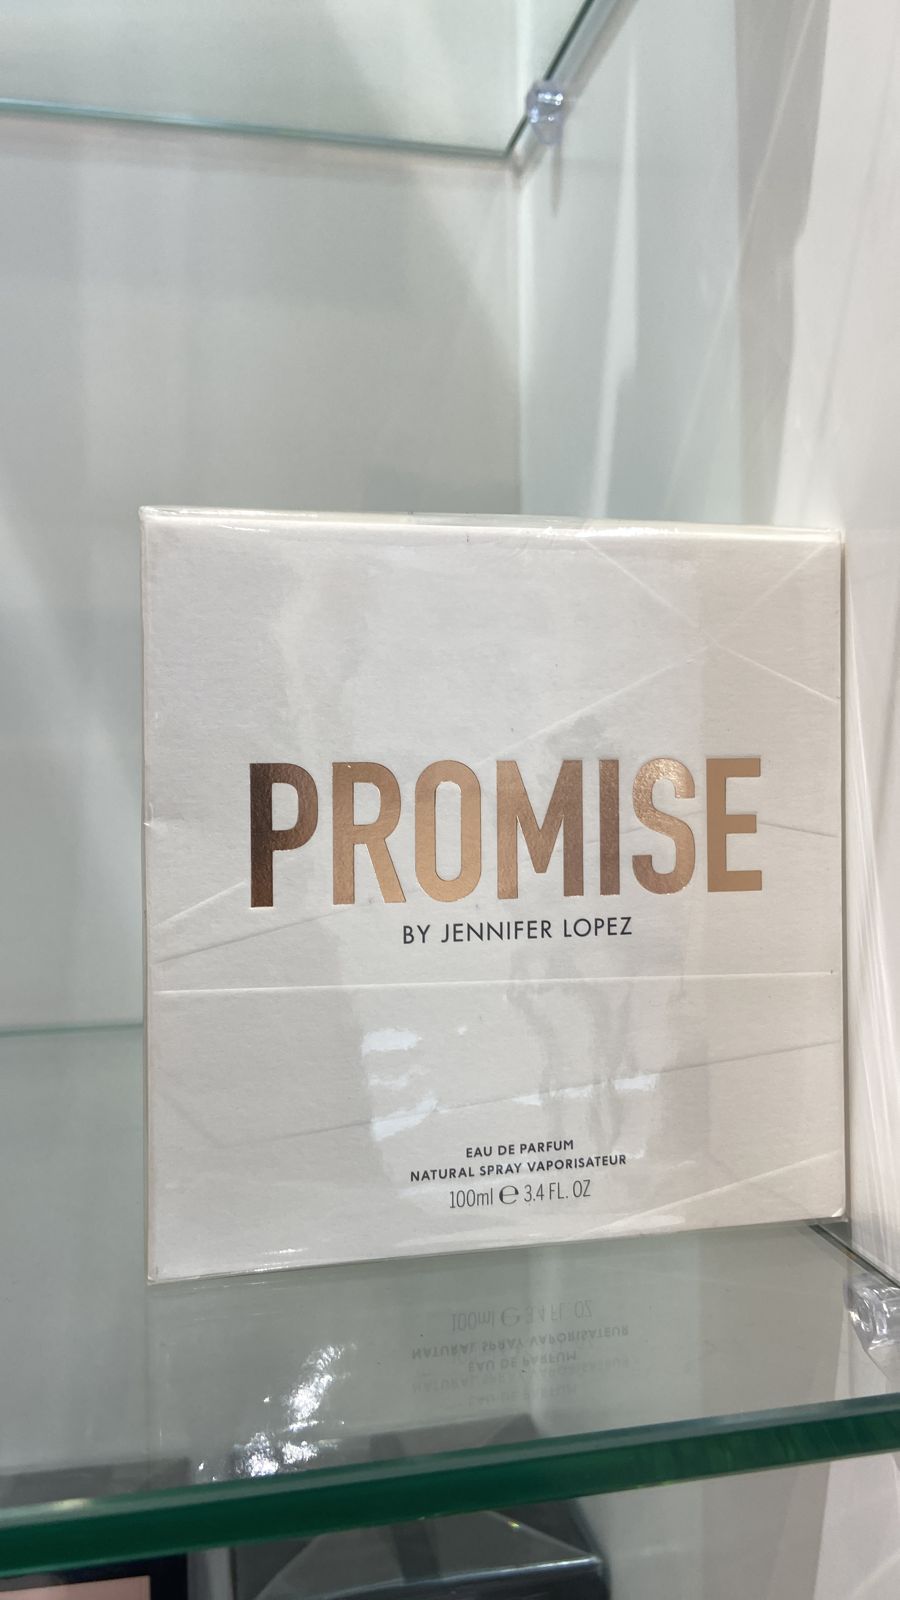 PROMISE
BY JENNIFER LOPEZ
EAU DE PARFUM
NATURAL SPRAY VAPORISATEUR
100ml ℮ 3.4 FL. OZ